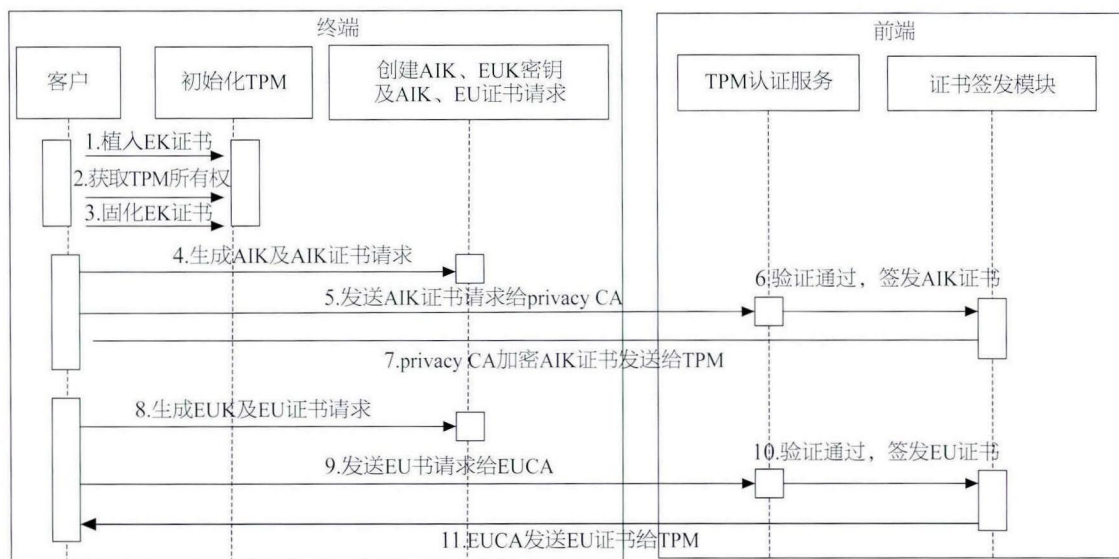 终端
前端
客户
初始化TPM
创建AIK、EUK密钥
及AIK、EU证书请求
TPM认证服务
证书签发模块
1.植入EK证书
2.获取TPM所有权
3.固化EK证书
4.生成AIK及AIK证书请求
5.发送AIK证书请求给privacy CA
6.验证通过，签发AIK证书
7.privacy CA加密AIK证书发送给TPM
8.生成EUK及EU证书请求
9.发送EU书请求给EUCA
10.验证通过，签发EU证书
11.EUCA发送EU证书给TPM